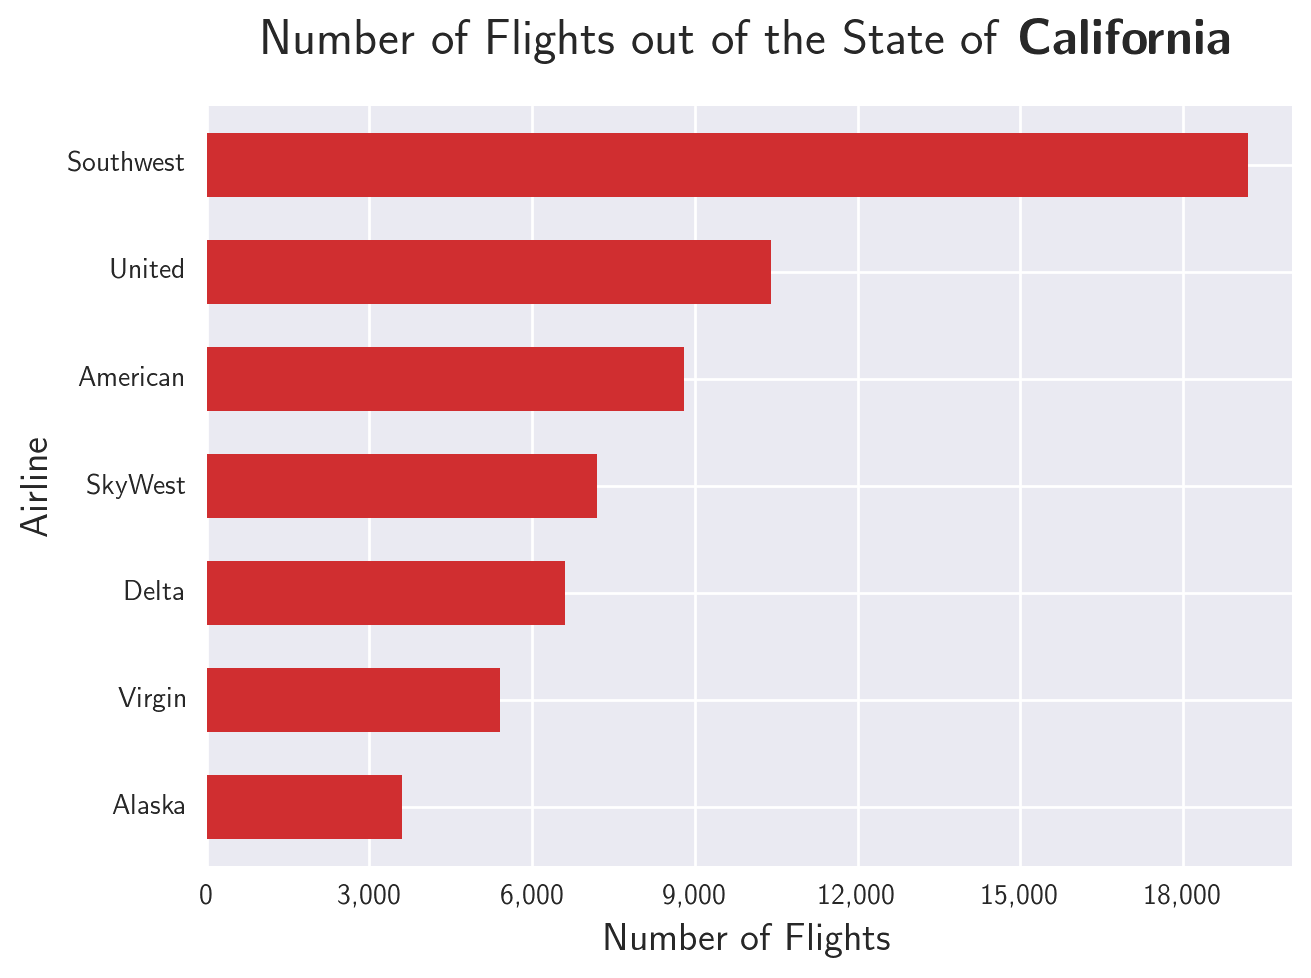 Number of Flights out of the State of California
Southwest
United
American
SkyWest
Delta
Virgin
Alaska
Airline
0 3,000 6,000 9,000 12,000 15,000 18,000
Number of Flights